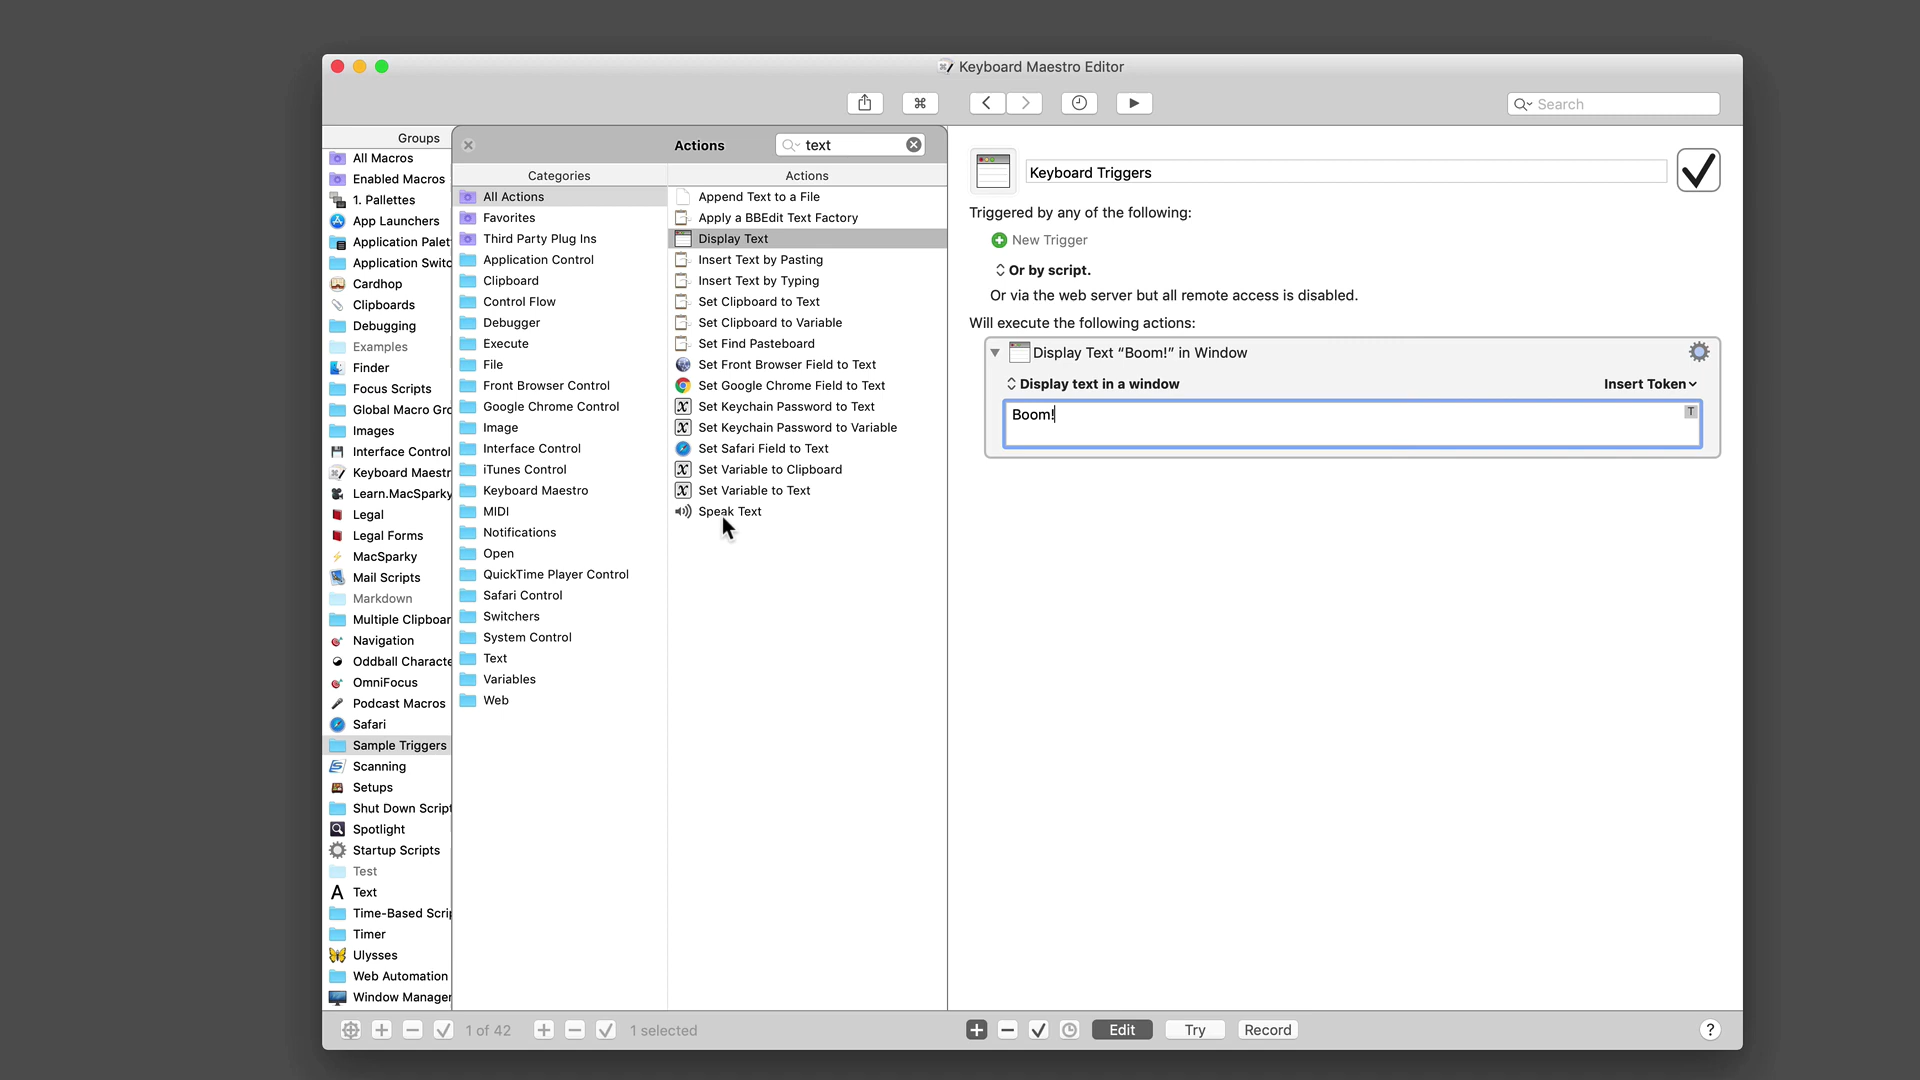 Keyboard Maestro Editor
Search
Groups
All Macros
Enabled Macros
1. Pallettes
App Launchers
Application Palet
Application Switc
Cardhop
Clipboards
Debugging
Examples
Finder
Focus Scripts
Global Macro Gro
Images
Interface Control
Keyboard Maestr
Learn.MacSparky
Legal
Legal Forms
MacSparky
Mail Scripts
Markdown
Multiple Clipboar
Navigation
Oddball Characte
OmniFocus
Podcast Macros
Safari
Sample Triggers
Scanning
Setups
Shut Down Script
Spotlight
Startup Scripts
Test
Text
Time-Based Scrip
Timer
Ulysses
Web Automation
Window Manager
Actions
text
Categories
All Actions
Favorites
Third Party Plug Ins
Application Control
Clipboard
Control Flow
Debugger
Execute
File
Front Browser Control
Google Chrome Control
Image
Interface Control
iTunes Control
Keyboard Maestro
MIDI
Notifications
Open
QuickTime Player Control
Safari Control
Switchers
System Control
Text
Variables
Web
Actions
Append Text to a File
Apply a BBEdit Text Factory
Display Text
Insert Text by Pasting
Insert Text by Typing
Set Clipboard to Text
Set Clipboard to Variable
Set Find Pasteboard
Set Front Browser Field to Text
Set Google Chrome Field to Text
Set Keychain Password to Text
Set Keychain Password to Variable
Set Safari Field to Text
Set Variable to Clipboard
Set Variable to Text
Speak Text
Keyboard Triggers
Triggered by any of the following:
New Trigger
Or by script.
Or via the web server but all remote access is disabled.
Will execute the following actions:
Display Text “Boom!” in Window
Display text in a window
Insert Token
Boom!
T
1 of 42
1 selected
Edit
Try
Record
?